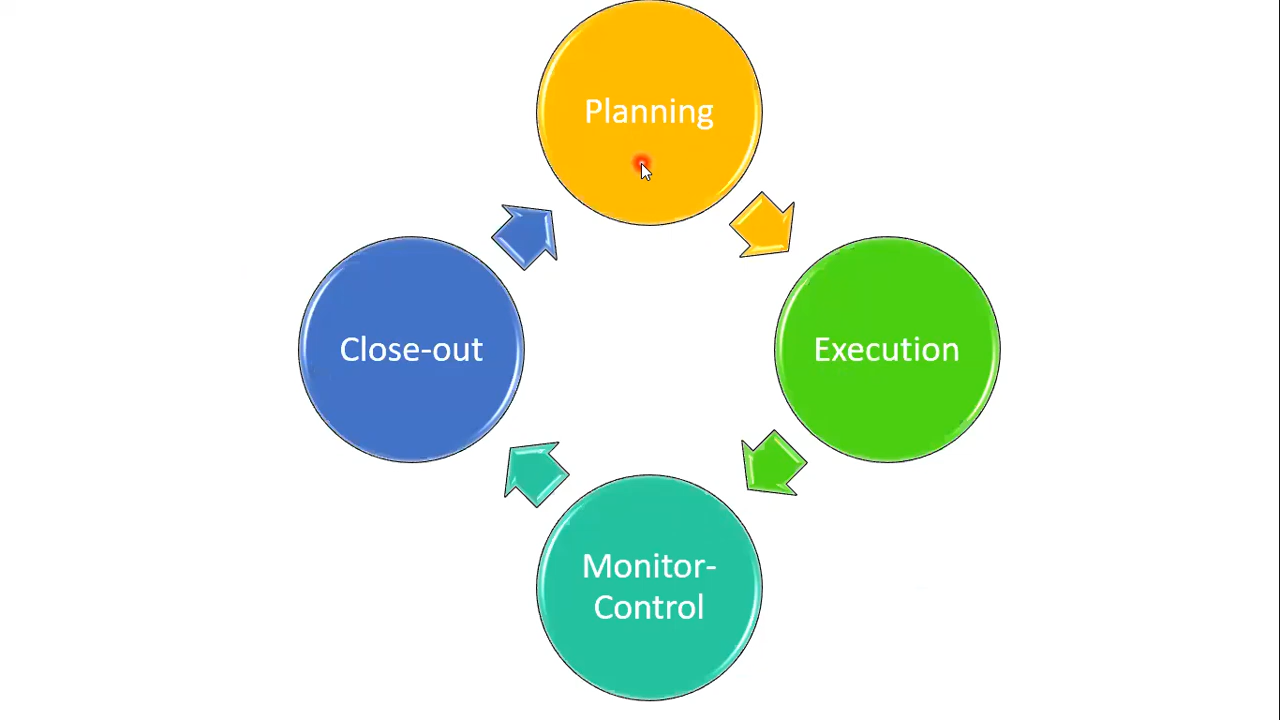 Planning
Close-out
Execution
Monitor-
Control